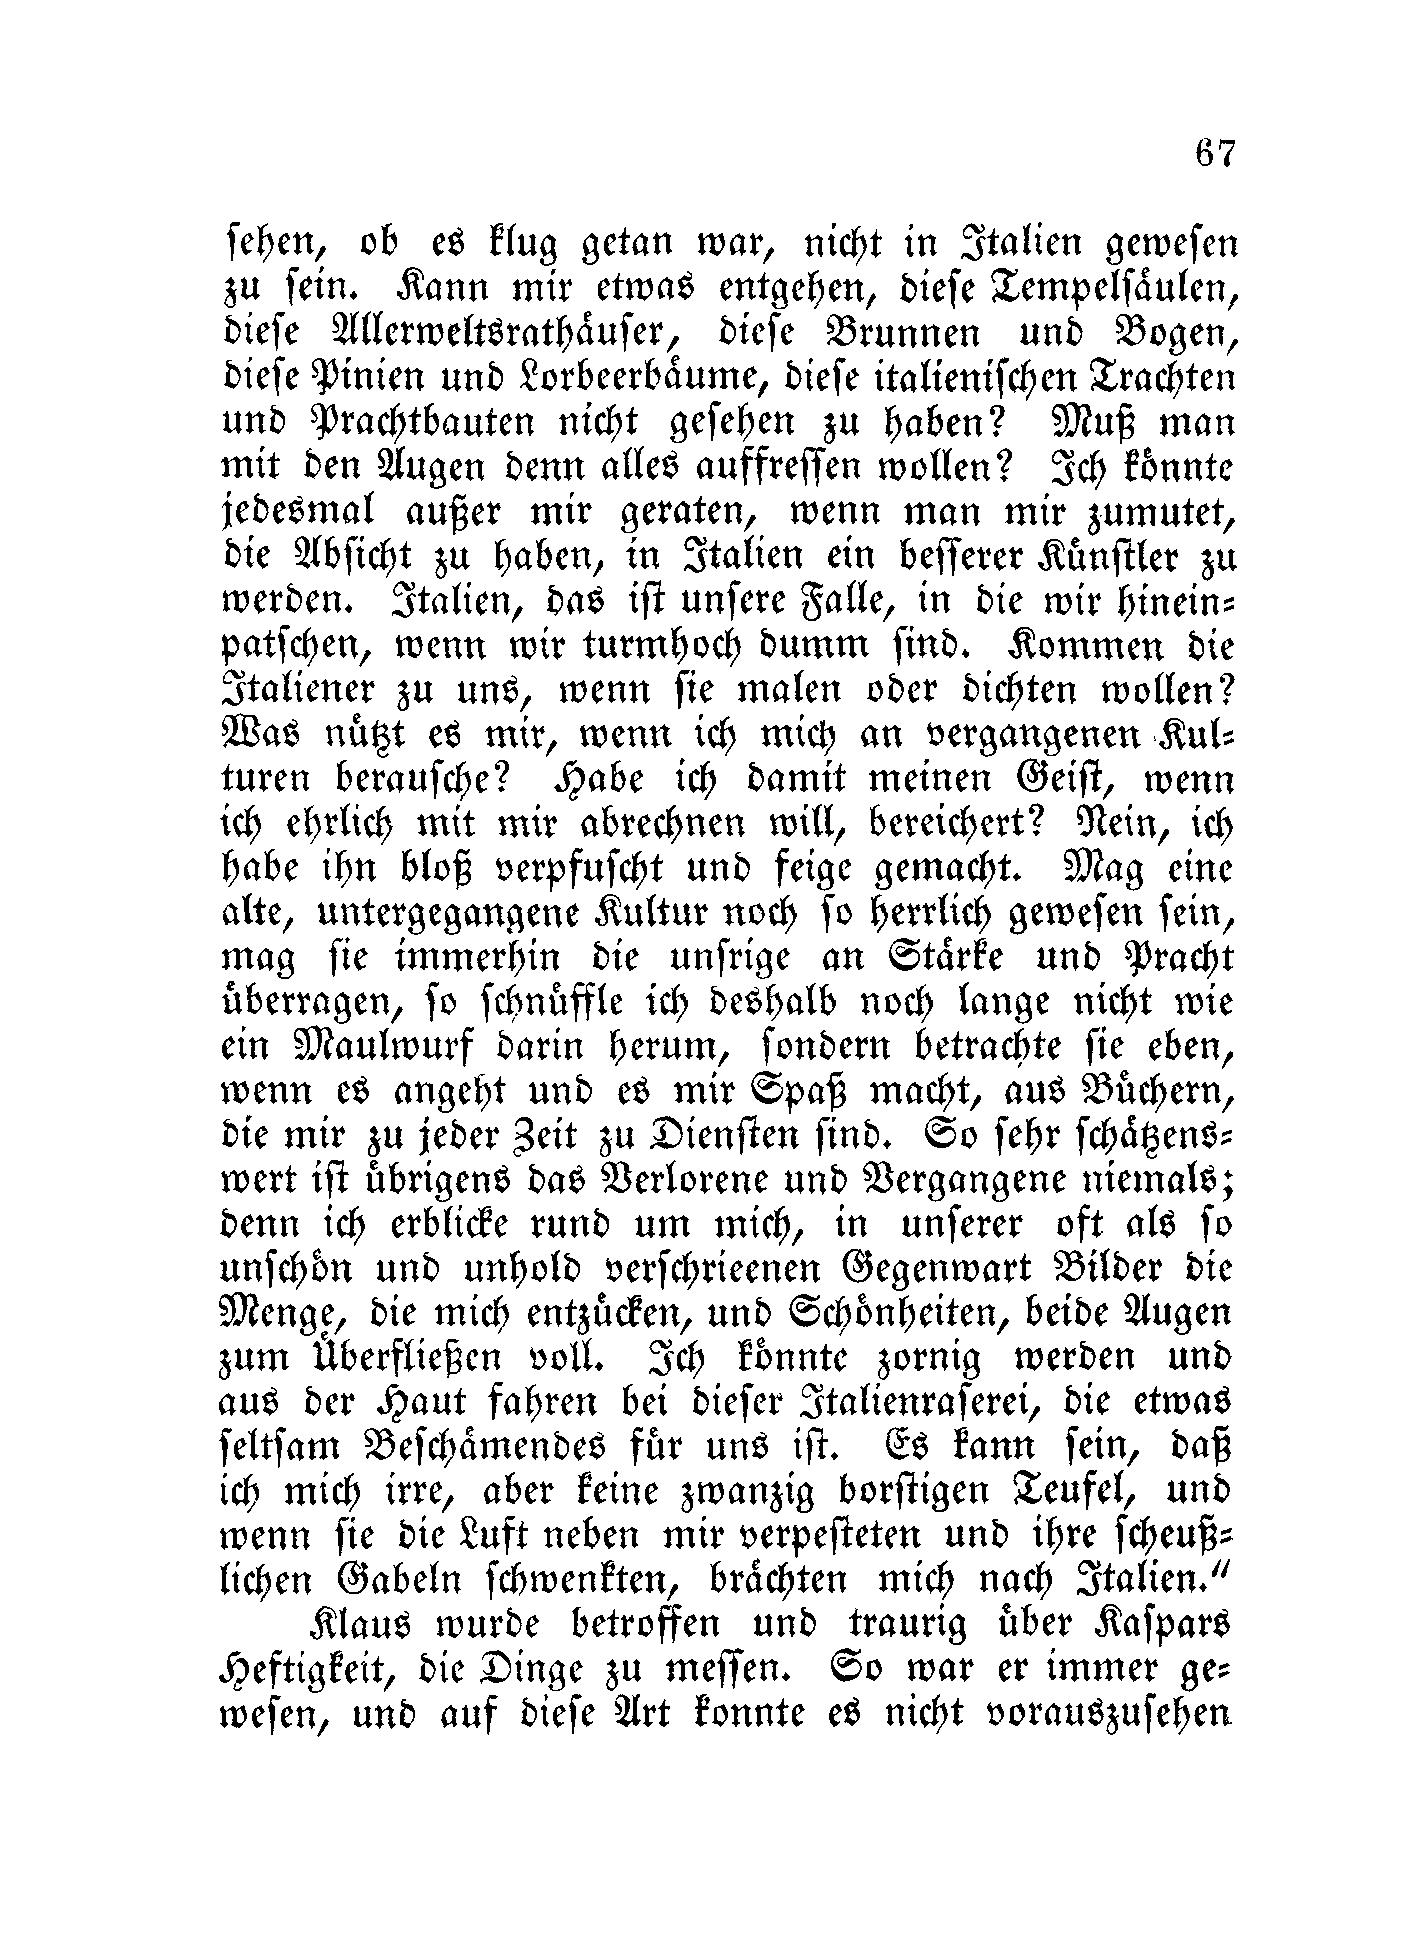 67
sehen, ob es klug getan war, nicht in Italien gewesen
zu sein. Kann mir etwas entgehen, diese Tempelsäulen,
diese Allerweltsrathäuser, diese Brunnen und Bogen,
diese Pinien und Lorbeerbäume, diese italienischen Trachten
und Prachtbauten nicht gesehen zu haben? Muß man
mit den Augen denn alles auffressen wollen? Ich könnte
jedesmal außer mir geraten, wenn man mir zumutet,
die Absicht zu haben, in Italien ein besserer Künstler zu
werden. Italien, das ist unsere Falle, in die wir hinein-
patschen, wenn wir turmhoch dumm sind. Kommen die
Italiener zu uns, wenn sie malen oder dichten wollen?
Was nützt es mir, wenn ich mich an vergangenen Kul-
turen berausche? Habe ich damit meinen Geist, wenn
ich ehrlich mit mir abrechnen will, bereichert? Nein, ich
habe ihn bloß verpfuscht und feige gemacht. Mag eine
alte, untergegangene Kultur noch so herrlich gewesen sein,
mag sie immerhin die unsrige an Stärke und Pracht
überragen, so schnüffle ich deshalb noch lange nicht wie
ein Maulwurf darin herum, sondern betrachte sie eben,
wenn es angeht und es mir Spaß macht, aus Büchern,
die mir zu jeder Zeit zu Diensten sind. So sehr schätzens-
wert ist übrigens das Verlorene und Vergangene niemals;
denn ich erblicke rund um mich, in unserer oft als so
unschön und unhold verschrieenen Gegenwart Bilder die
Menge, die mich entzücken, und Schönheiten, beide Augen
zum Überfließen voll. Ich könnte zornig werden und
aus der Haut fahren bei dieser Italienraserei, die etwas
seltsam Beschämendes für uns ist. Es kann sein, daß
ich mich irre, aber keine zwanzig borstigen Teufel, und
wenn sie die Luft neben mir verpesteten und ihre scheuß-
lichen Gabeln schwenkten, brächten mich nach Italien."
Klaus wurde betroffen und traurig über Kaspars
Heftigkeit, die Dinge zu messen. So war er immer ge-
wesen, und auf diese Art konnte es nicht vorauszusehen